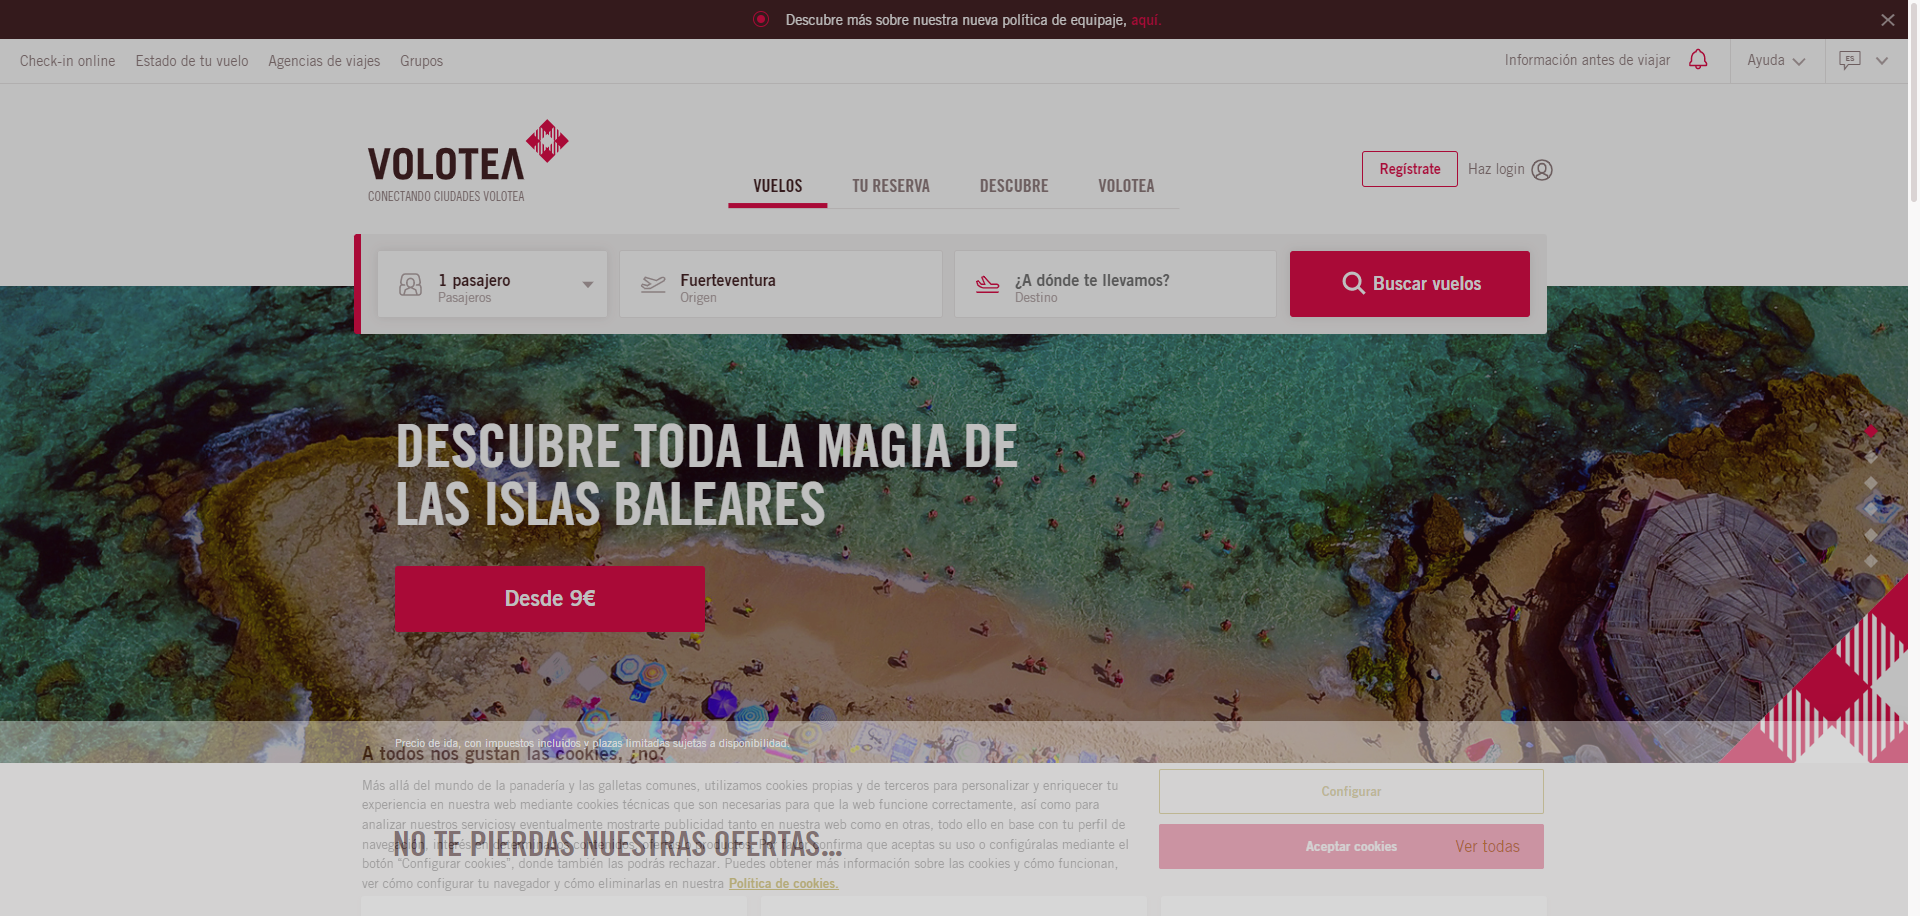 Descubre más sobre nuestra nueva política de equipaje, aquí.
Check-in online
Estado de tu vuelo
Agencias de viajes
Grupos
Información antes de viajar
Ayuda
ES
VOLOTEA
CONECTANDO CIUDADES VOLOTEA
VUELOS
TU RESERVA
DESCUBRE
VOLOTEA
Regístrate
Haz login
1 pasajero
Pasajeros
Fuerteventura
Origen
¿A dónde te llevamos?
Destino
Buscar vuelos
DESCUBRE TODA LA MAGIA DE
LAS ISLAS BALEARES
Desde 9€
Precio de ida, con impuestos incluidos y plazas limitadas sujetas a disponibilidad.
A todos nos gustan las cookies, ¿no?
Más allá del mundo de la panadería y las galletas comunes, utilizamos cookies propias y de terceros para personalizar y enriquecer tu
experiencia en nuestra web mediante cookies técnicas que son necesarias para que la web funcione correctamente, así como para
analizar nuestros serviciosy eventualmente mostrarte publicidad tanto en nuestra web como en otras, todo ello en base con tu perfil de
navegación, interés en determinados contenidos, ofertas o productos. Por favor confirma que aceptas su uso o configúralas mediante el
botón "Configurar cookies", donde también las podrás rechazar. Puedes obtener más información sobre las cookies y cómo funcionan,
ver cómo configurar tu navegador y cómo eliminarlas en nuestra Política de cookies.
Configurar
Aceptar cookies
NO TE PIERDAS NUESTRAS OFERTAS...
Ver todas